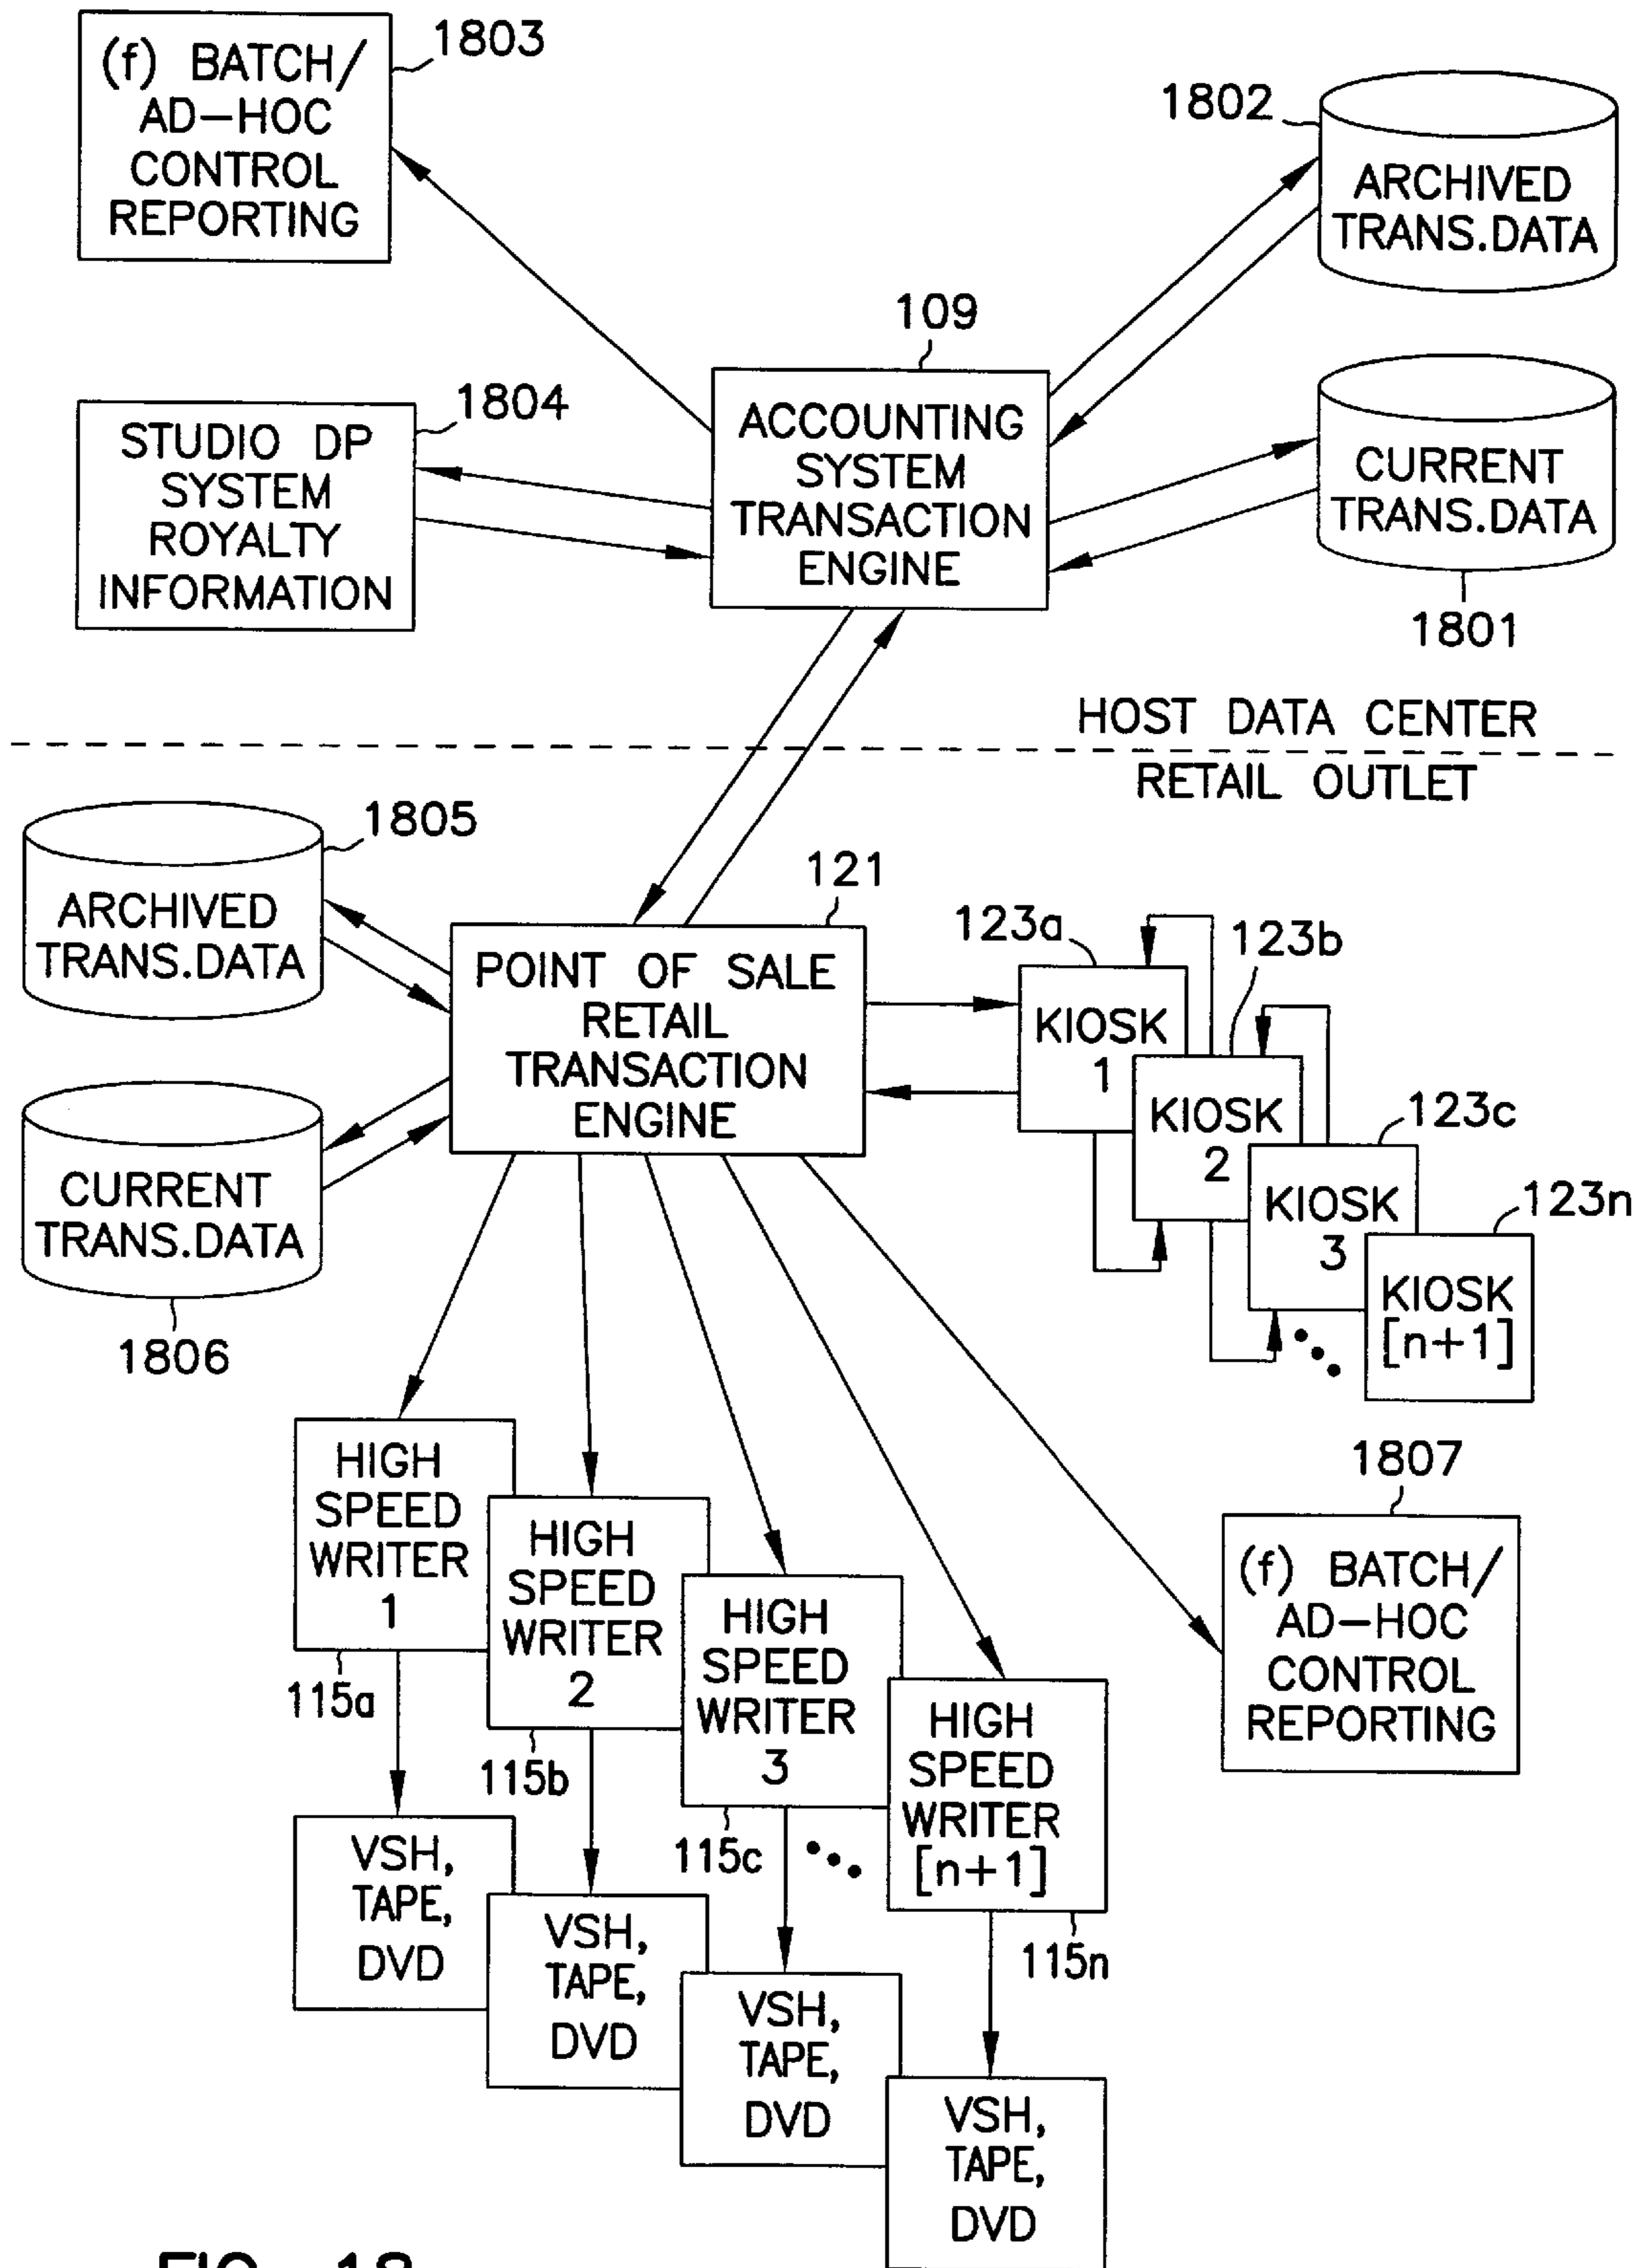 1803
(f) BATCH/
AD-HOC
CONTROL
REPORTING
1802
ARCHIVED
TRANS.DATA
109
ACCOUNTING
SYSTEM
TRANSACTION
ENGINE
1804
STUDIO DP
SYSTEM
ROYALTY
INFORMATION
CURRENT
TRANS.DATA
1801
HOST DATA CENTER
RETAIL OUTLET
1805
ARCHIVED
TRANS.DATA
121
POINT OF SALE
RETAIL
TRANSACTION
ENGINE
123a
KIOSK
1
123b
KIOSK
2
123c
KIOSK
3
123n
KIOSK
[n+1]
CURRENT
TRANS.DATA
1806
HIGH
SPEED
WRITER
1
115a
HIGH
SPEED
WRITER
2
115b
HIGH
SPEED
WRITER
3
115c
HIGH
SPEED
WRITER
[n+1]
115n
1807
(f) BATCH/
AD-HOC
CONTROL
REPORTING
VSH,
TAPE,
DVD
VSH,
TAPE,
DVD
VSH,
TAPE,
DVD
VSH,
TAPE,
DVD